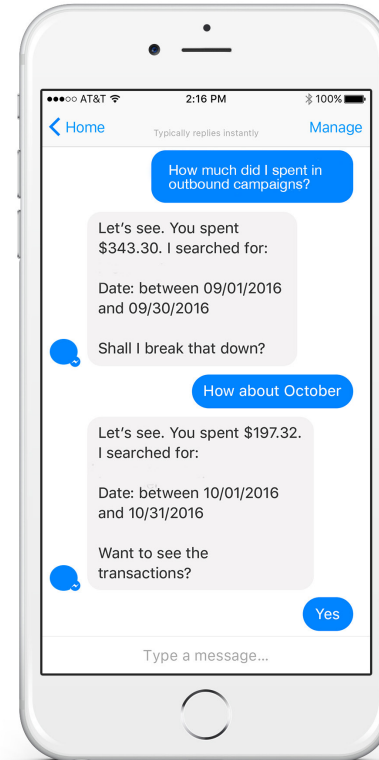 AT&T 2:16 PM 100%
Home Typically replies instantly Manage
How much did I spent in
outbound campaigns?
Let's see. You spent
$343.30. I searched for:
Date: between 09/01/2016
and 09/30/2016
Shall I break that down?
How about October
Let's see. You spent $197.32.
I searched for:
Date: between 10/01/2016
and 10/31/2016
Want to see the
transactions?
Yes
Type a message...